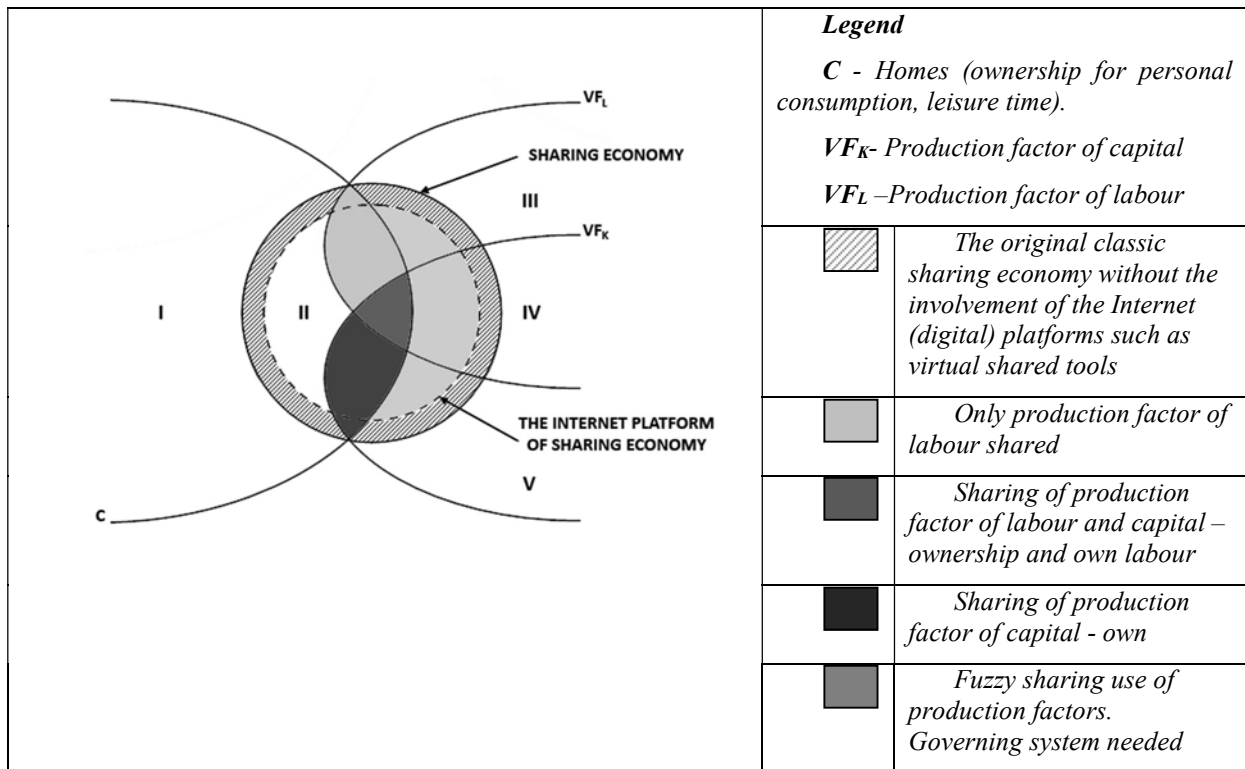 VF_L
SHARING ECONOMY
III
VF_K
I
II
IV
THE INTERNET PLATFORM
OF SHARING ECONOMY
V
C
Legend
C - Homes (ownership for personal
consumption, leisure time).
VF_K- Production factor of capital
VF_L –Production factor of labour
The original classic
sharing economy without the
involvement of the Internet
(digital) platforms such as
virtual shared tools
Only production factor of
labour shared
Sharing of production
factor of labour and capital –
ownership and own labour
Sharing of production
factor of capital - own
Fuzzy sharing use of
production factors.
Governing system needed